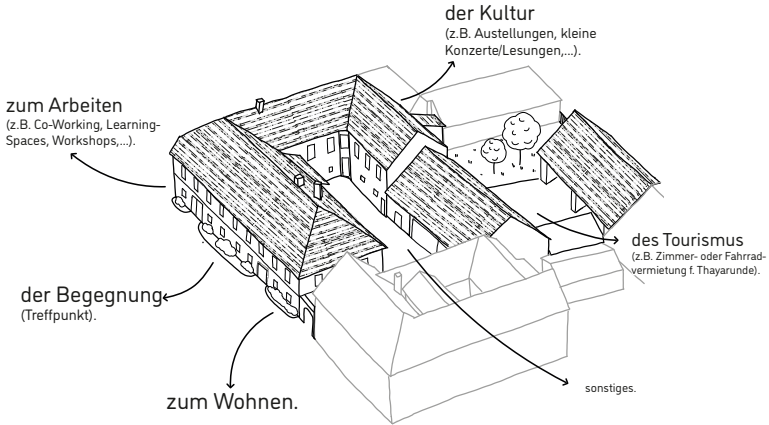 der Kultur
(z.B. Austellungen, kleine
Konzerte/Lesungen,...).
zum Arbeiten
(z.B. Co-Working, Learning-
Spaces, Workshops,...).
des Tourismus
(z.B. Zimmer- oder Fahrrad-
vermietung f. Thayarunde).
der Begegnung
(Treffpunkt).
sonstiges.
zum Wohnen.